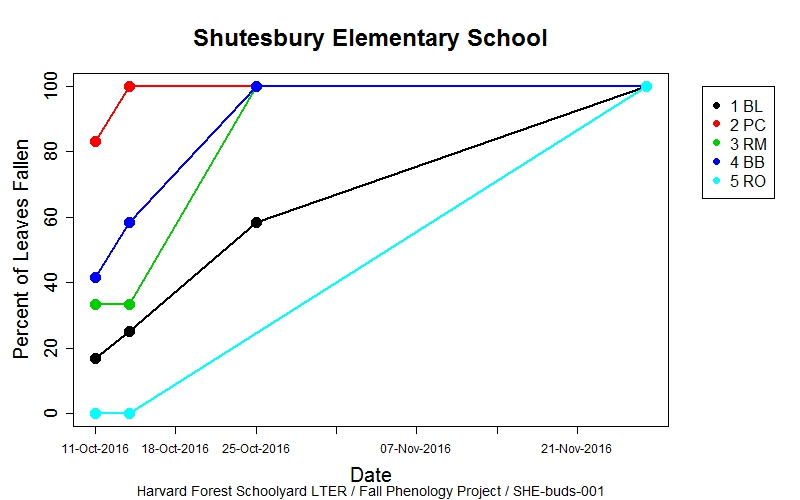 Shutesbury Elementary School
Percent of Leaves Fallen
100
80
60
40
20
0
11-Oct-2016 18-Oct-2016 25-Oct-2016 07-Nov-2016 21-Nov-2016
Date
Harvard Forest Schoolyard LTER / Fall Phenology Project / SHE-buds-001
1 BL
2 PC
3 RM
4 BB
5 RO